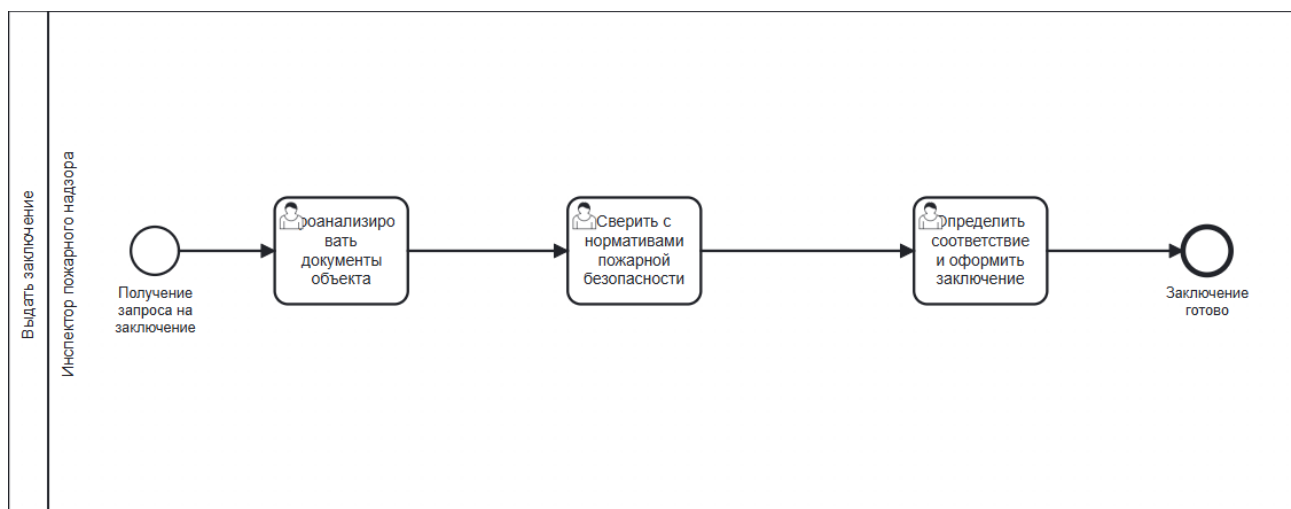 Выдать заключение
Инспектор пожарного надзора
Получение
запроса на
заключение
роанализиро
вать
документы
объекта
Сверить с
нормативами
пожарной
безопасности
Определить
соответствие
и оформить
заключение
Заключение
готово